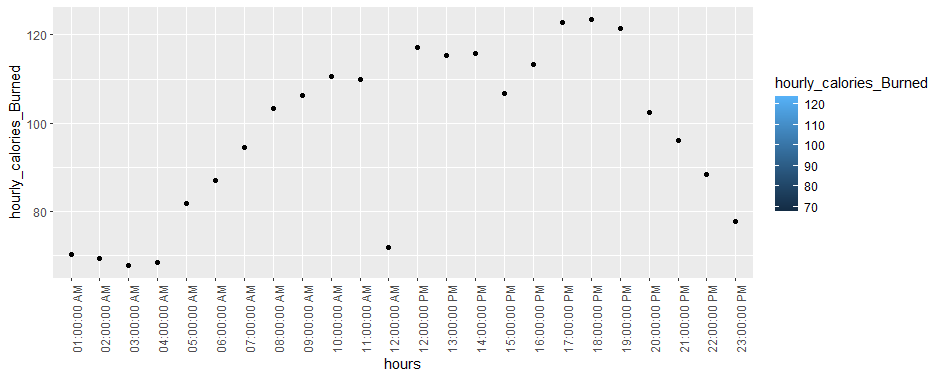 hourly_calories_Burned
120
100
80
01:00:00 AM
02:00:00 AM
03:00:00 AM
04:00:00 AM
05:00:00 AM
06:00:00 AM
07:00:00 AM
08:00:00 AM
09:00:00 AM
10:00:00 AM
11:00:00 AM
12:00:00 AM
12:00:00 PM
13:00:00 PM
14:00:00 PM
15:00:00 PM
16:00:00 PM
17:00:00 PM
18:00:00 PM
19:00:00 PM
20:00:00 PM
21:00:00 PM
22:00:00 PM
23:00:00 PM
hours
hourly_calories_Burned
120
110
100
90
80
70